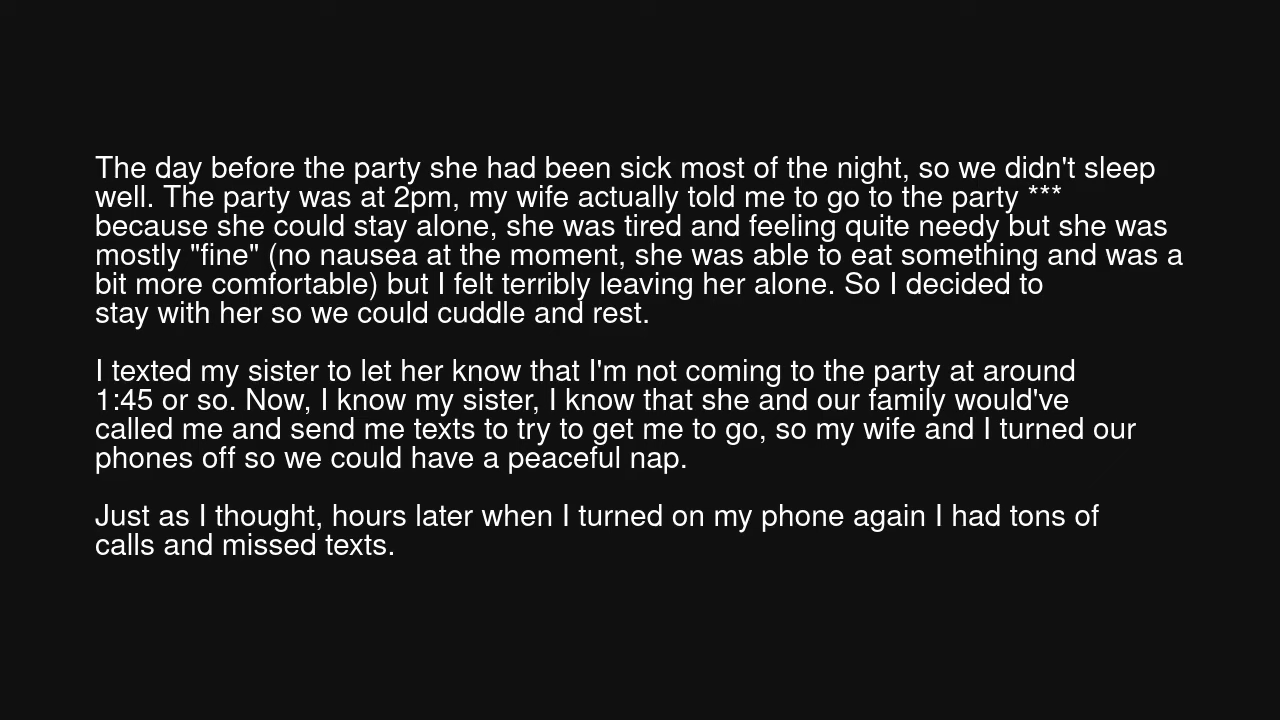 The day before the party she had been sick most of the night, so we didn't sleep
well. The party was at 2pm, my wife actually told me to go to the party ***
because she could stay alone, she was tired and feeling quite needy but she was
mostly "fine" (no nausea at the moment, she was able to eat something and was a
bit more comfortable) but I felt terribly leaving her alone. So I decided to
stay with her so we could cuddle and rest.
I texted my sister to let her know that I'm not coming to the party at around
1:45 or so. Now, I know my sister, I know that she and our family would've
called me and send me texts to try to get me to go, so my wife and I turned our
phones off so we could have a peaceful nap.
Just as I thought, hours later when I turned on my phone again I had tons of
calls and missed texts.